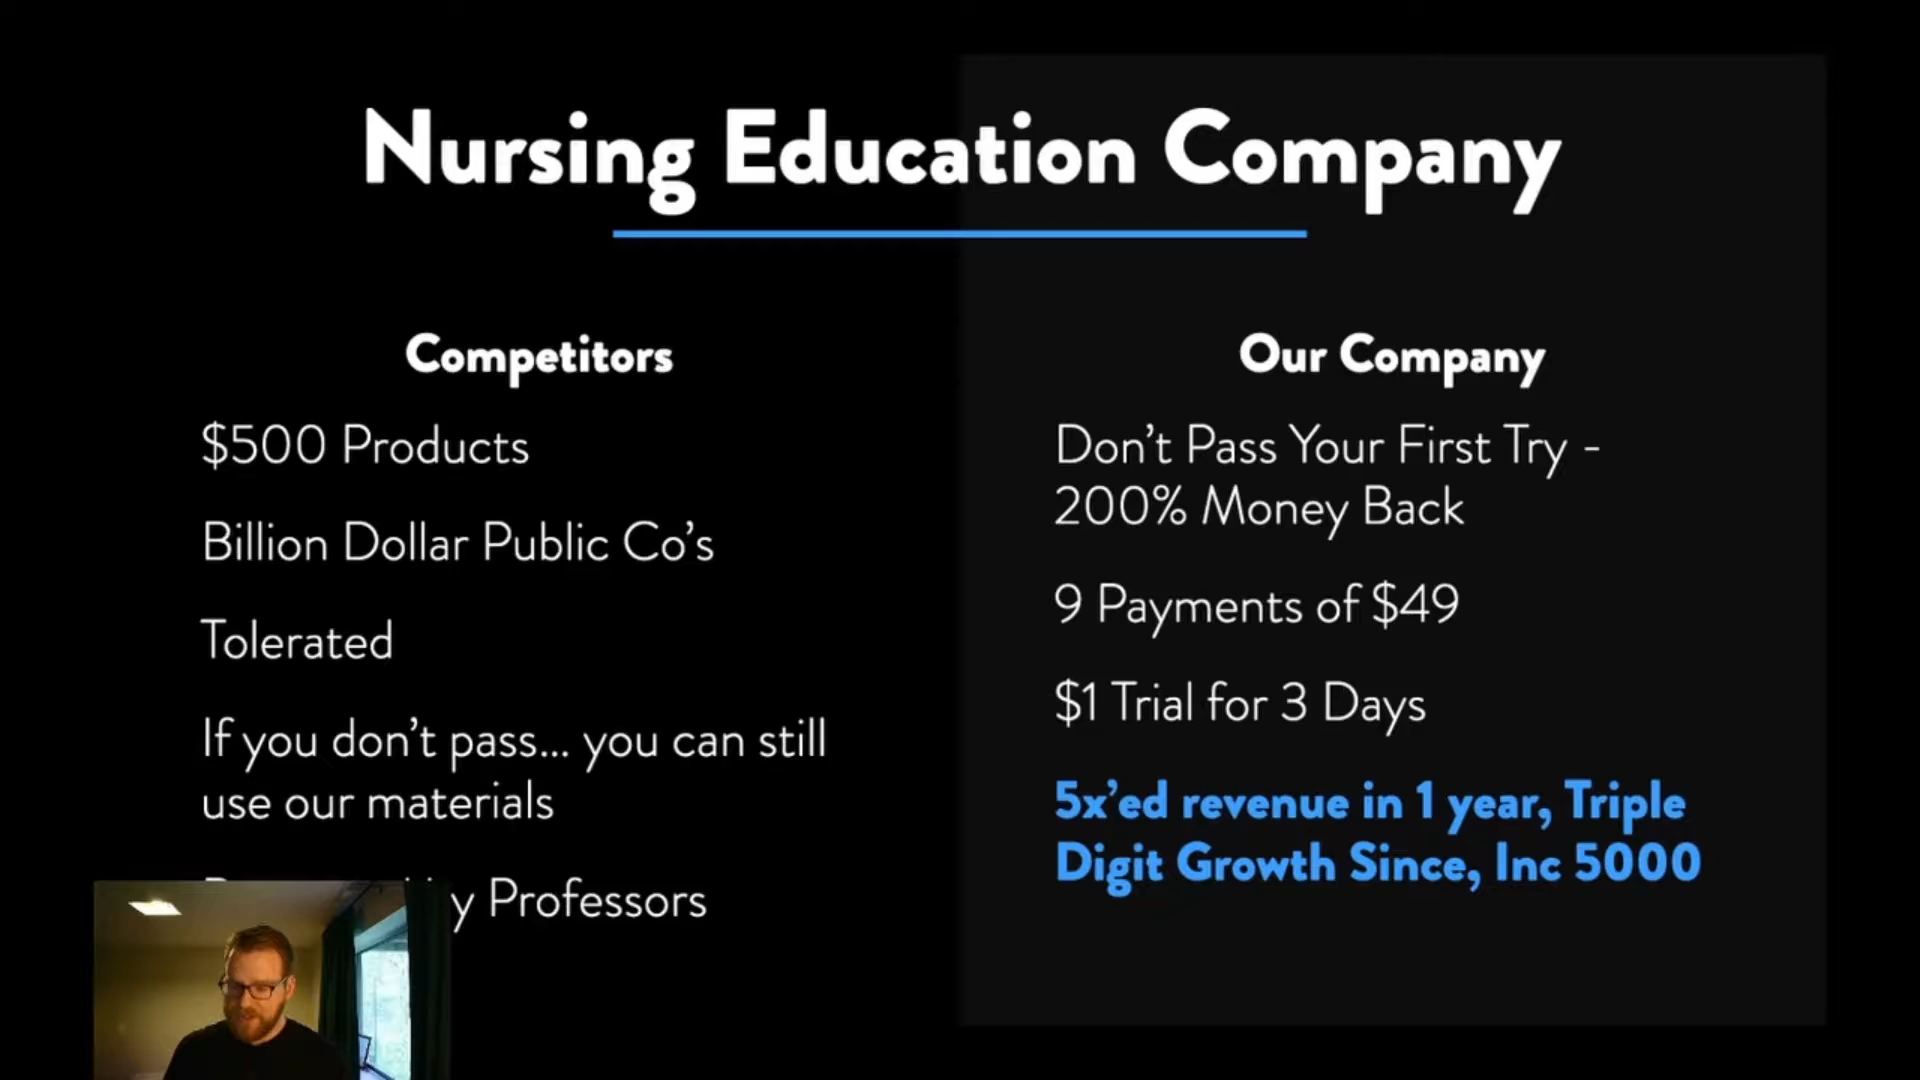 Nursing Education Company
Competitors
$500 Products
Billion Dollar Public Co's
Tolerated
If you don't pass... you can still
use our materials
Professors
Our Company
Don't Pass Your First Try -
200% Money Back
9 Payments of $49
$1 Trial for 3 Days
5x'ed revenue in 1 year, Triple
Digit Growth Since, Inc 5000